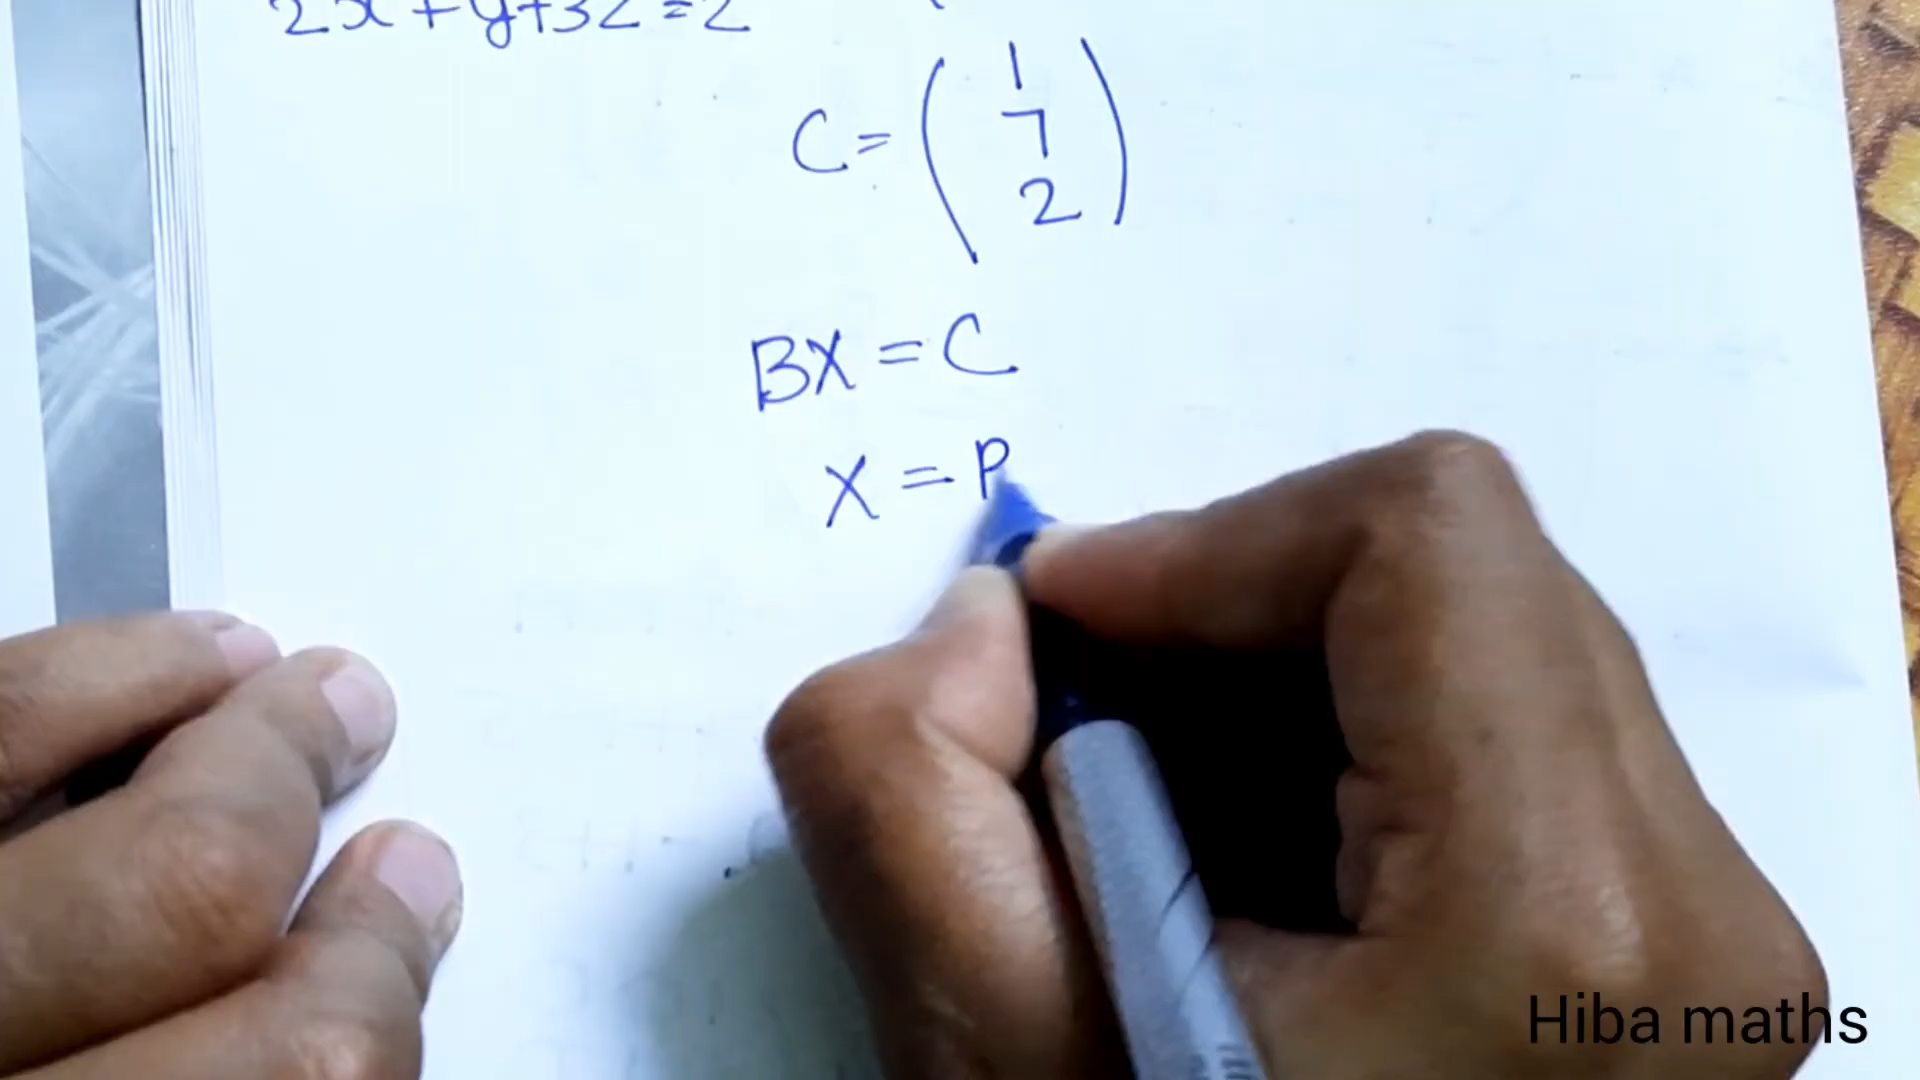 2x+y+3z=2
C = ( 1
7
2 )
BX = C
X = P
Hiba maths